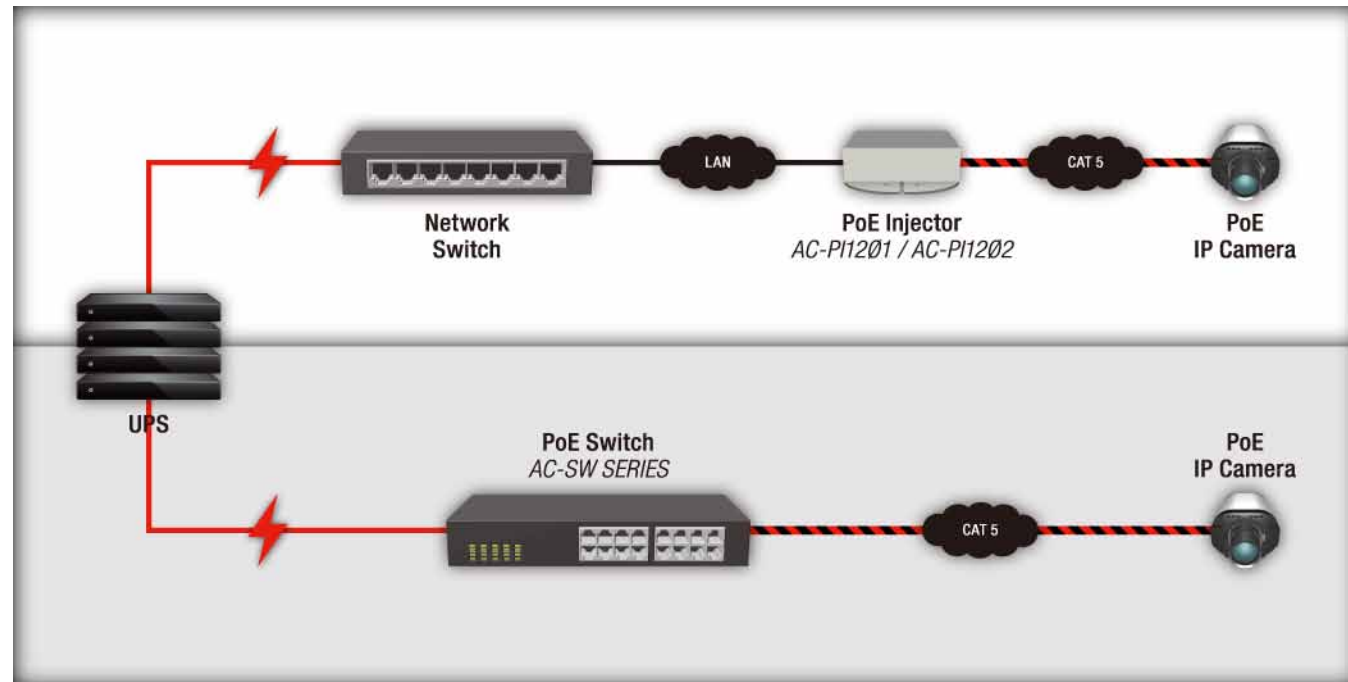 LAN
CAT 5
Network
Switch
PoE Injector
AC-PI12Ø1 / AC-PI12Ø2
PoE
IP Camera
UPS
PoE Switch
AC-SW SERIES
PoE
IP Camera
CAT 5